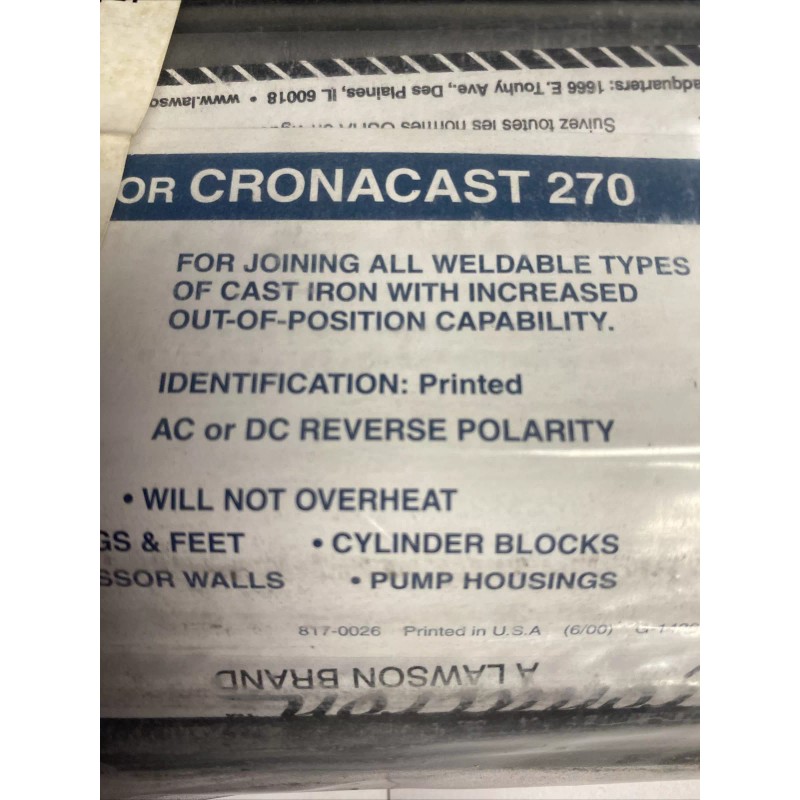 adquarters: 1666 E. Touhy Ave., Des Plaines, IL 60018 • www.lawso
Suivez toutes les normes
OR CRONACAST 270
FOR JOINING ALL WELDABLE TYPES
OF CAST IRON WITH INCREASED
OUT-OF-POSITION CAPABILITY.
IDENTIFICATION: Printed
AC or DC REVERSE POLARITY
• WILL NOT OVERHEAT
GS & FEET • CYLINDER BLOCKS
SSOR WALLS • PUMP HOUSINGS
817-0026 Printed in U.S.A (6/00)
A LAWSON BRAND